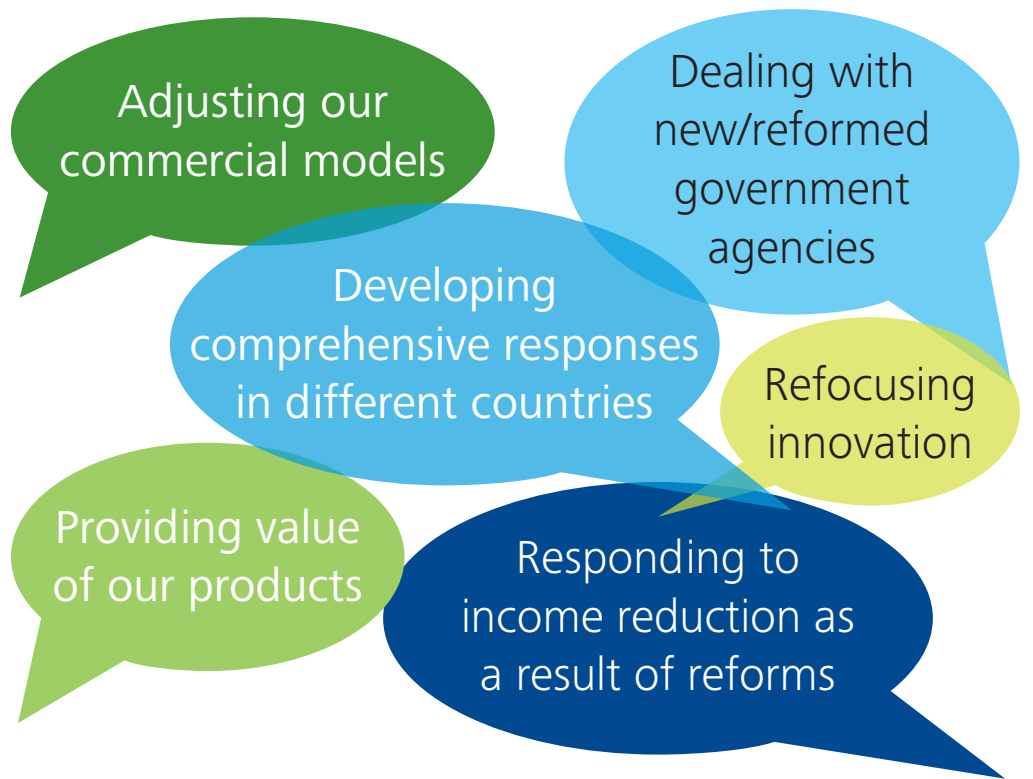 Adjusting our
commercial models
Dealing with
new/reformed
government
agencies
Developing
comprehensive responses
in different countries
Refocusing
innovation
Providing value
of our products
Responding to
income reduction as
a result of reforms